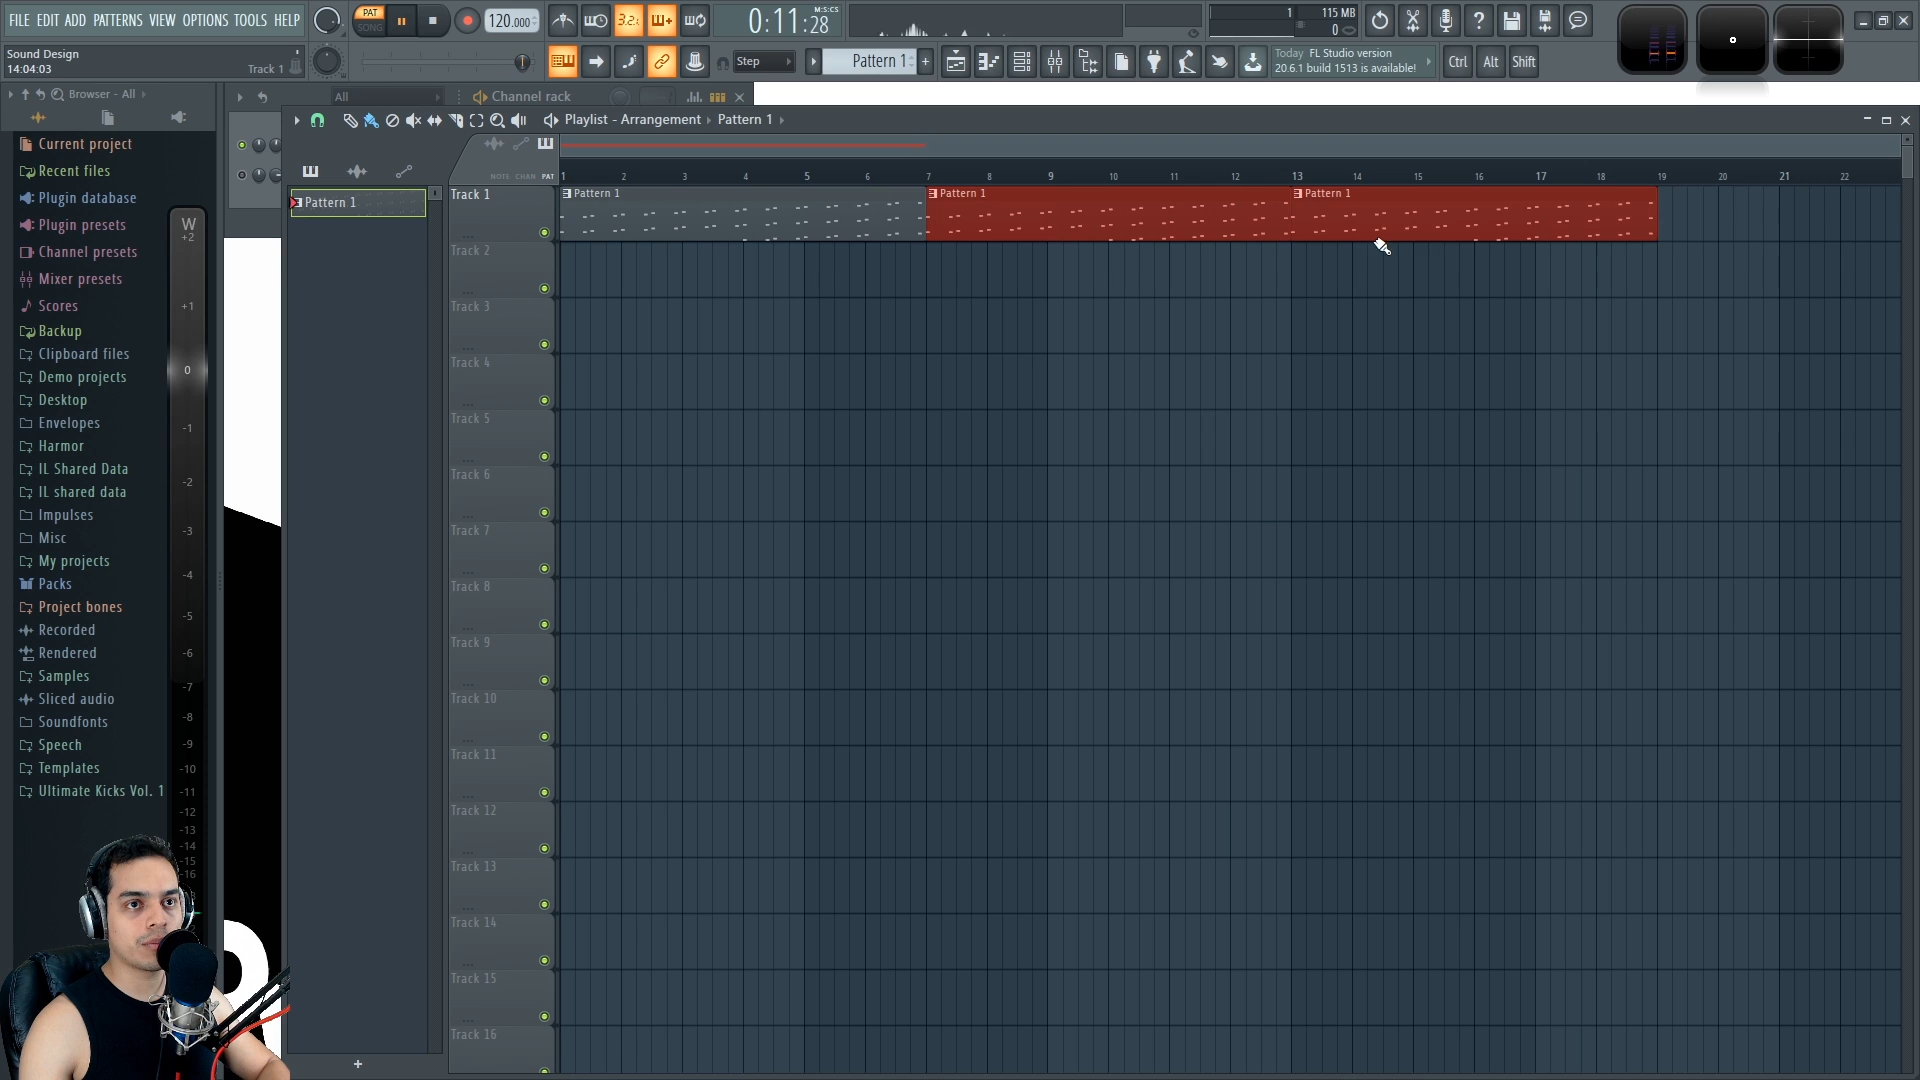 FILE EDIT ADD PATTERNS VIEW OPTIONS TOOLS HELP
PAT
SONG
120.000
3.2.
0:11:28
M:S:CS
1
115 MB
0
Sound Design
14:04:03
Track 1
Step
Pattern 1
+
Today FL Studio version
20.6.1 build 1513 is available!
Ctrl
Alt
Shift
Browser - All
All
Channel rack
Playlist - Arrangement
Pattern 1
Current project
Recent files
Plugin database
Plugin presets
Channel presets
Mixer presets
Scores
Backup
Clipboard files
Demo projects
Desktop
Envelopes
Harmor
IL Shared Data
IL shared data
Impulses
Misc
My projects
Packs
Project bones
Recorded
Rendered
Samples
Sliced audio
Soundfonts
Speech
Templates
Ultimate Kicks Vol. 1
W
+2
+1
0
-1
-2
-3
-4
-5
-6
-7
-8
-9
-10
-11
-12
-13
-14
-15
-16
Pattern 1
+
NOTE CHAN PAT
1 2 3 4 5 6 7 8 9 10 11 12 13 14 15 16 17 18 19 20 21 22
Track 1
Pattern 1
Pattern 1
Pattern 1
Track 2
Track 3
Track 4
Track 5
Track 6
Track 7
Track 8
Track 9
Track 10
Track 11
Track 12
Track 13
Track 14
Track 15
Track 16